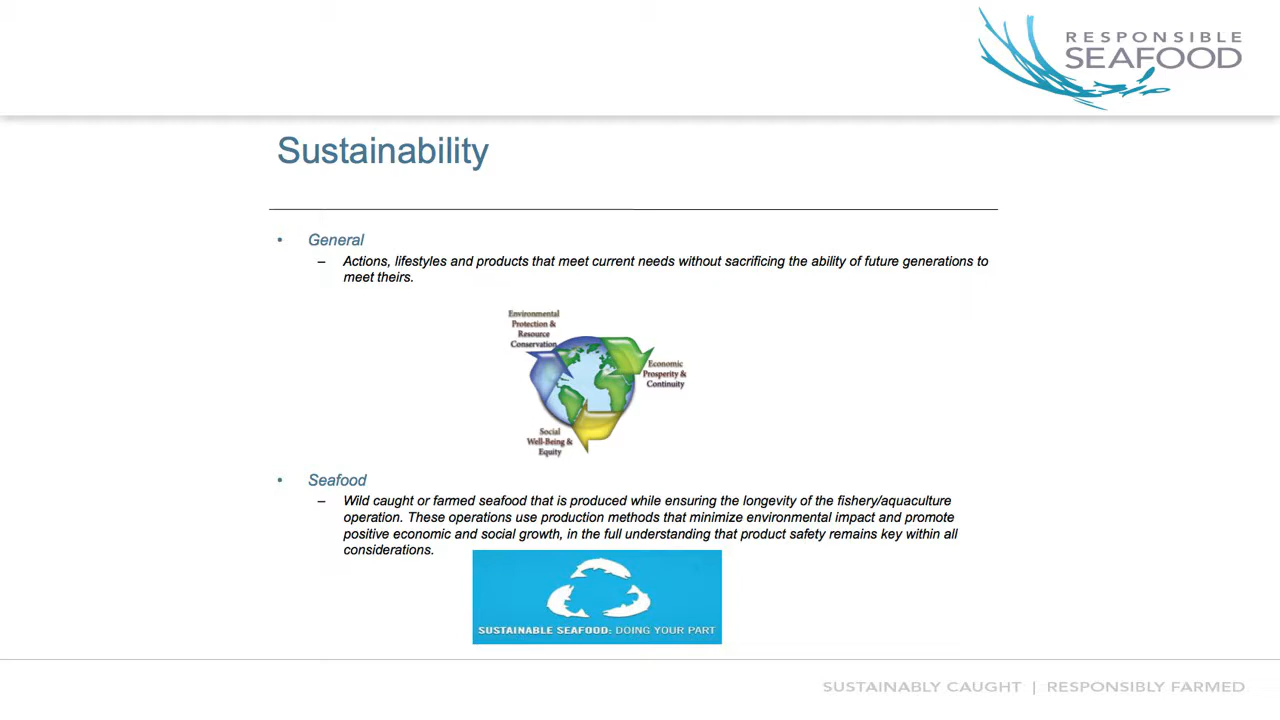 RESPONSIBLE
SEAFOOD
Sustainability
▪ General
– Actions, lifestyles and products that meet current needs without sacrificing the ability of future generations to
meet theirs.
Environmental
Protection &
Resource
Conservation
Economic
Prosperity &
Continuity
Social
Well-Being &
Equity
▪ Seafood
– Wild caught or farmed seafood that is produced while ensuring the longevity of the fishery/aquaculture
operation. These operations use production methods that minimize environmental impact and promote
positive economic and social growth, in the full understanding that product safety remains key within all
considerations.
SUSTAINABLE SEAFOOD: DOING YOUR PART
SUSTAINABLY CAUGHT | RESPONSIBLY FARMED